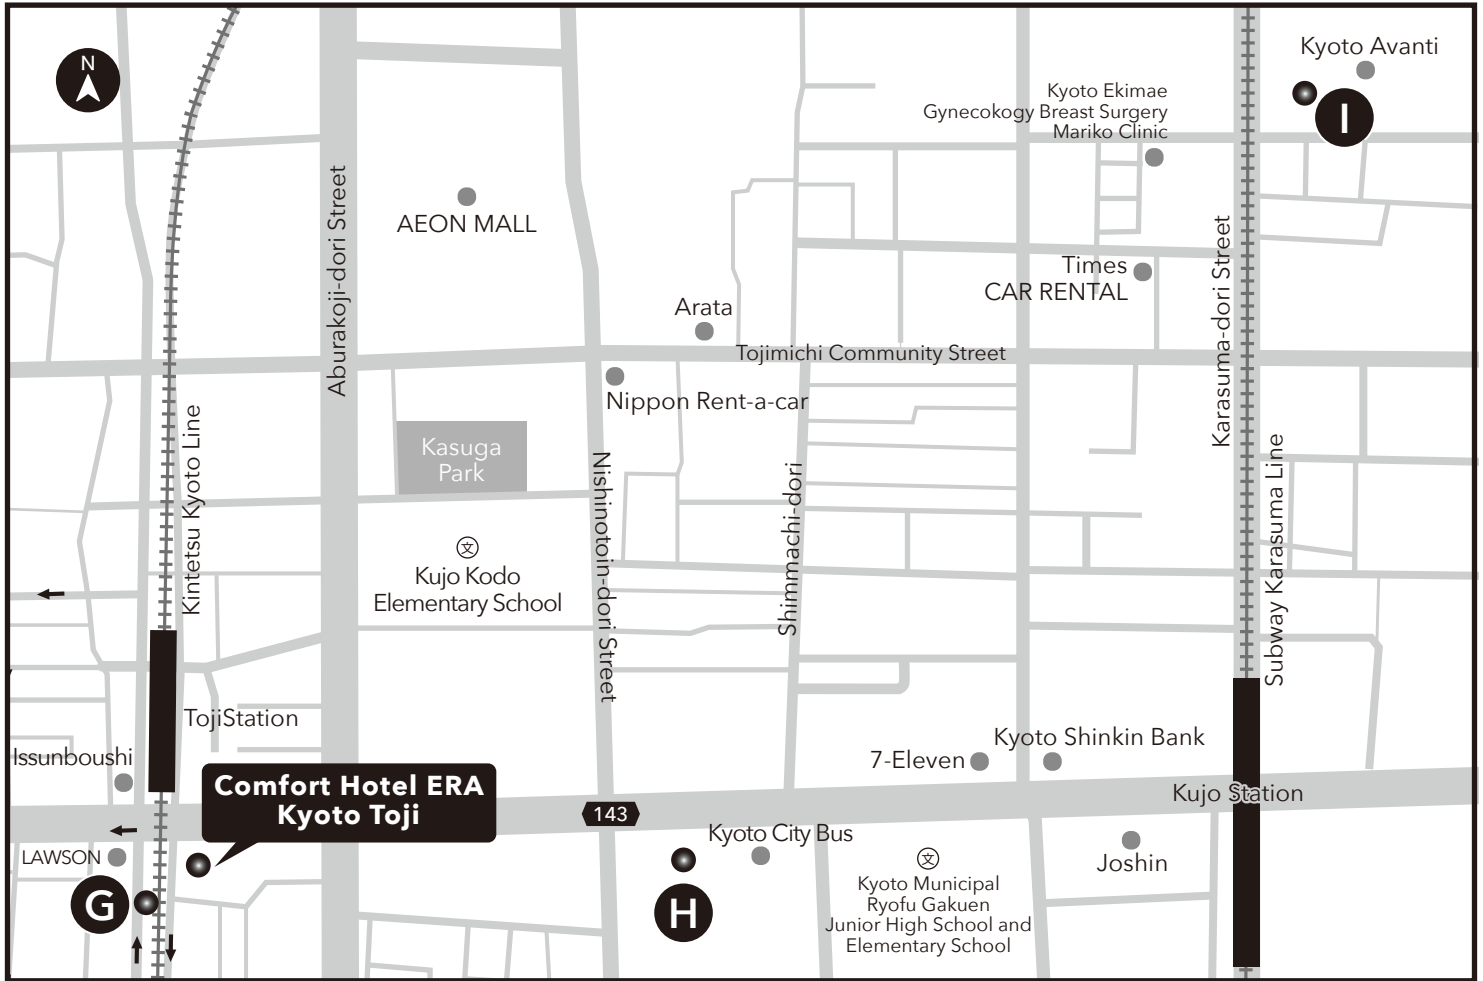 N
Kyoto Avanti
I
Kyoto Ekimae
Gynecokogy Breast Surgery
Mariko Clinic
AEON MALL
Aburakoji-dori Street
Karasuma-dori Street
Times
CAR RENTAL
Arata
Tojimichi Community Street
Nippon Rent-a-car
Kasuga
Park
Kintetsu Kyoto Line
Nishinotoin-dori Street
Shimmachi-dori
Subway Karasuma Line
文
Kujo Kodo
Elementary School
TojiStation
Issunboushi
Comfort Hotel ERA
Kyoto Toji
7-Eleven
Kyoto Shinkin Bank
Kujo Station
143
Kyoto City Bus
LAWSON
G
H
文
Kyoto Municipal
Ryofu Gakuen
Junior High School and
Elementary School
Joshin